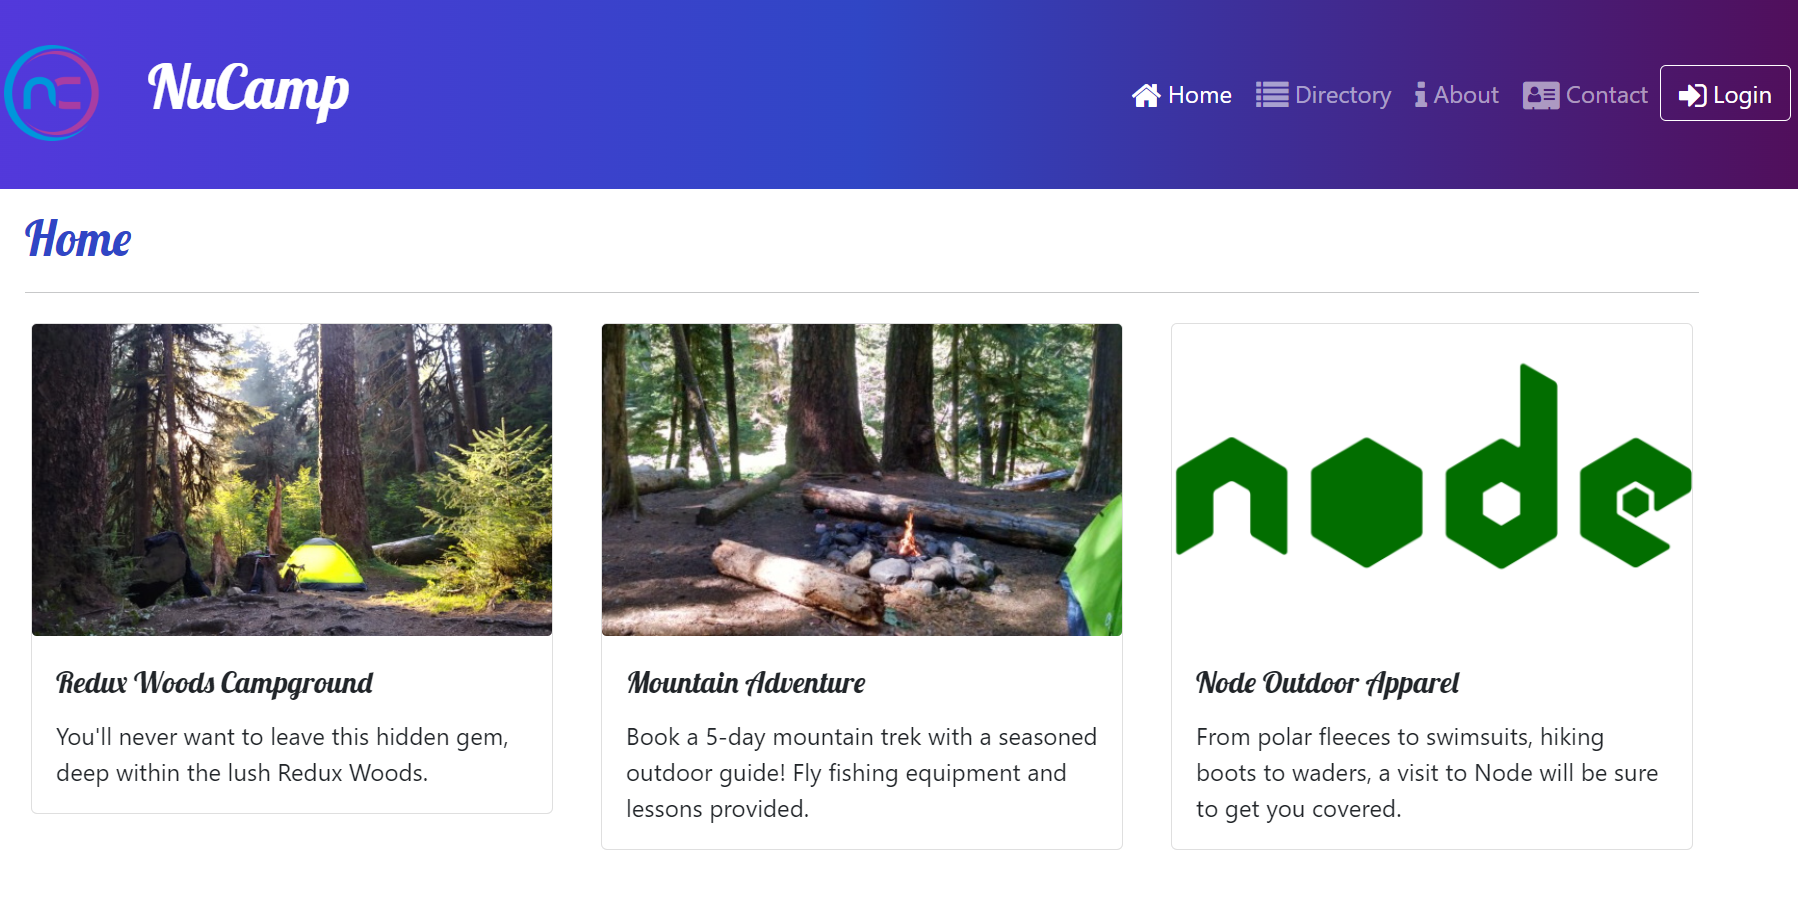 NC
NuCamp
Home
Directory
About
Contact
Login
Home
node
Redux Woods Campground
You'll never want to leave this hidden gem,
deep within the lush Redux Woods.
Mountain Adventure
Book a 5-day mountain trek with a seasoned
outdoor guide! Fly fishing equipment and
lessons provided.
Node Outdoor Apparel
From polar fleeces to swimsuits, hiking
boots to waders, a visit to Node will be sure
to get you covered.